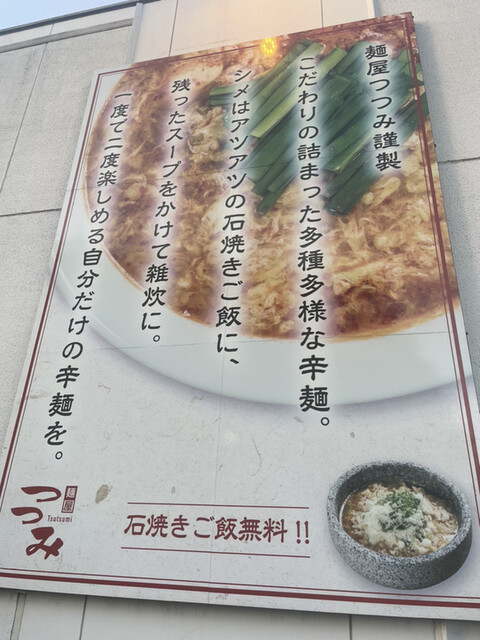 麺屋つつみ謹製
こだわりの詰まった多種多様な辛麺。
シメはアツアツの石焼きご飯に、
残ったスープをかけて雑炊に。
一度で二度楽しめる自分だけの辛麺を。
麺屋
つつみ
Tsutsumi
石焼きご飯無料!!